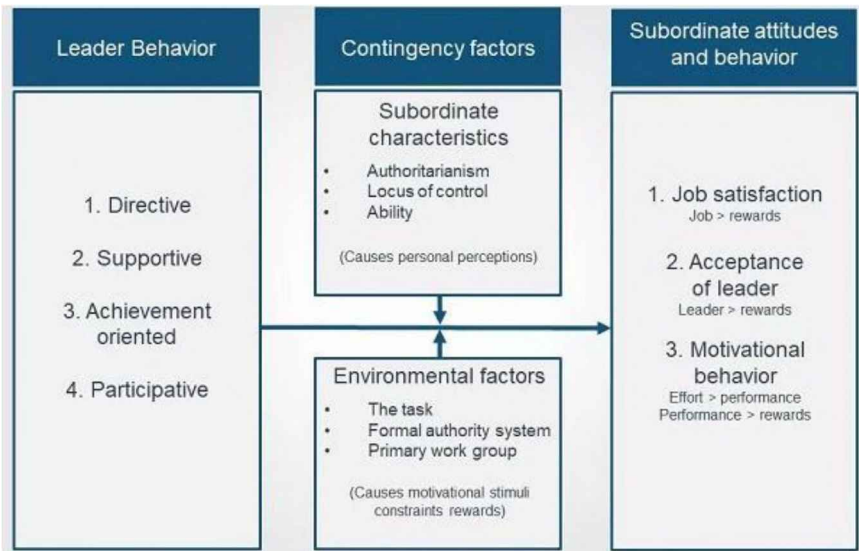 Leader Behavior
1. Directive
2. Supportive
3. Achievement
oriented
4. Participative
Contingency factors
Subordinate
characteristics
• Authoritarianism
• Locus of control
• Ability
(Causes personal perceptions)
Environmental factors
• The task
• Formal authority system
• Primary work group
(Causes motivational stimuli
constraints rewards)
Subordinate attitudes
and behavior
1. Job satisfaction
Job > rewards
2. Acceptance
of leader
Leader > rewards
3. Motivational
behavior
Effort > performance
Performance > rewards